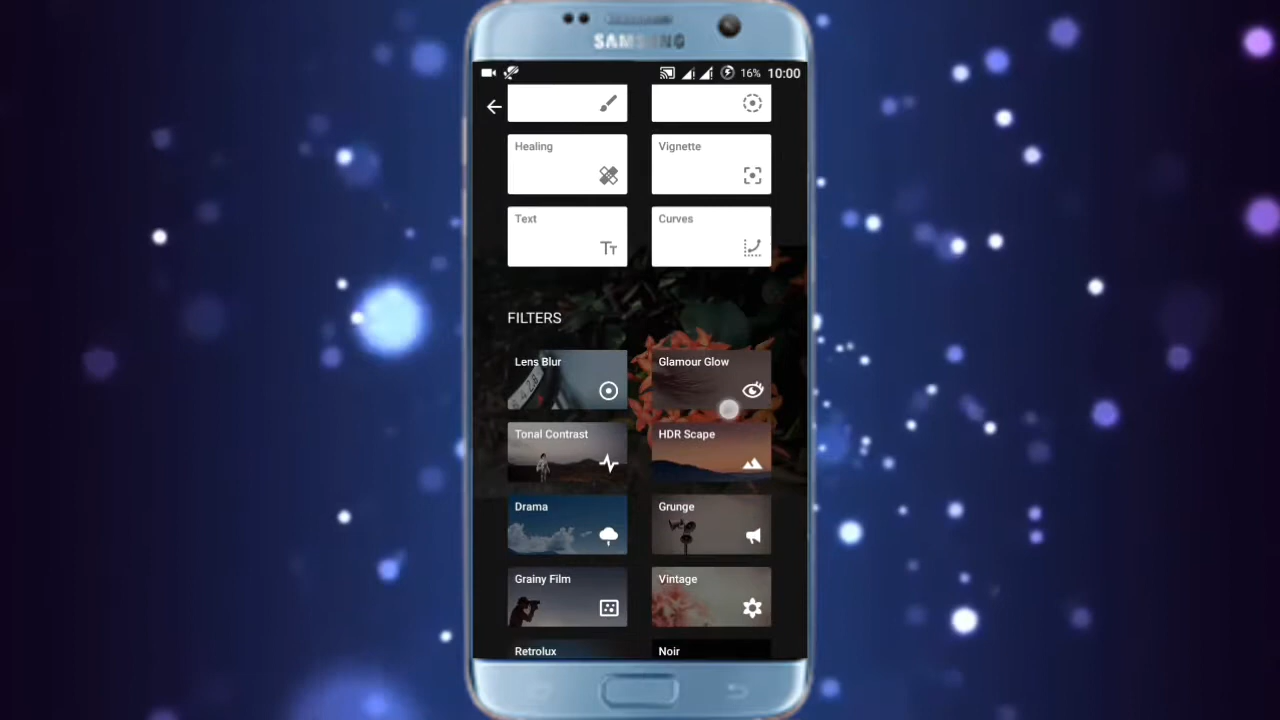 SAMSUNG
16% 10:00
Healing
Vignette
Text
Curves
FILTERS
Lens Blur
Glamour Glow
Tonal Contrast
HDR Scape
Drama
Grunge
Grainy Film
Vintage
Retrolux
Noir